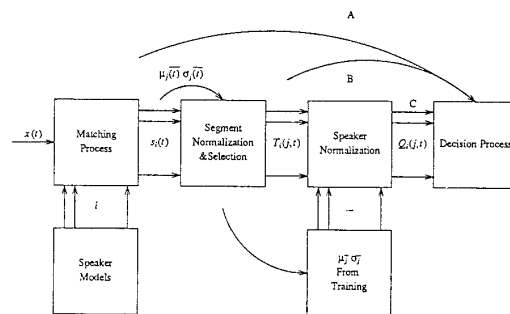 A
μⱼ(t̅) σⱼ(t̅)
B
C
x(t)
Matching
Process
sᵢ(t)
Segment
Normalization
&Selection
Tᵢ(j,t)
Speaker
Normalization
Qᵢ(j,t)
Decision Process
i
Speaker
Models
μj̅ σj̅
From
Training